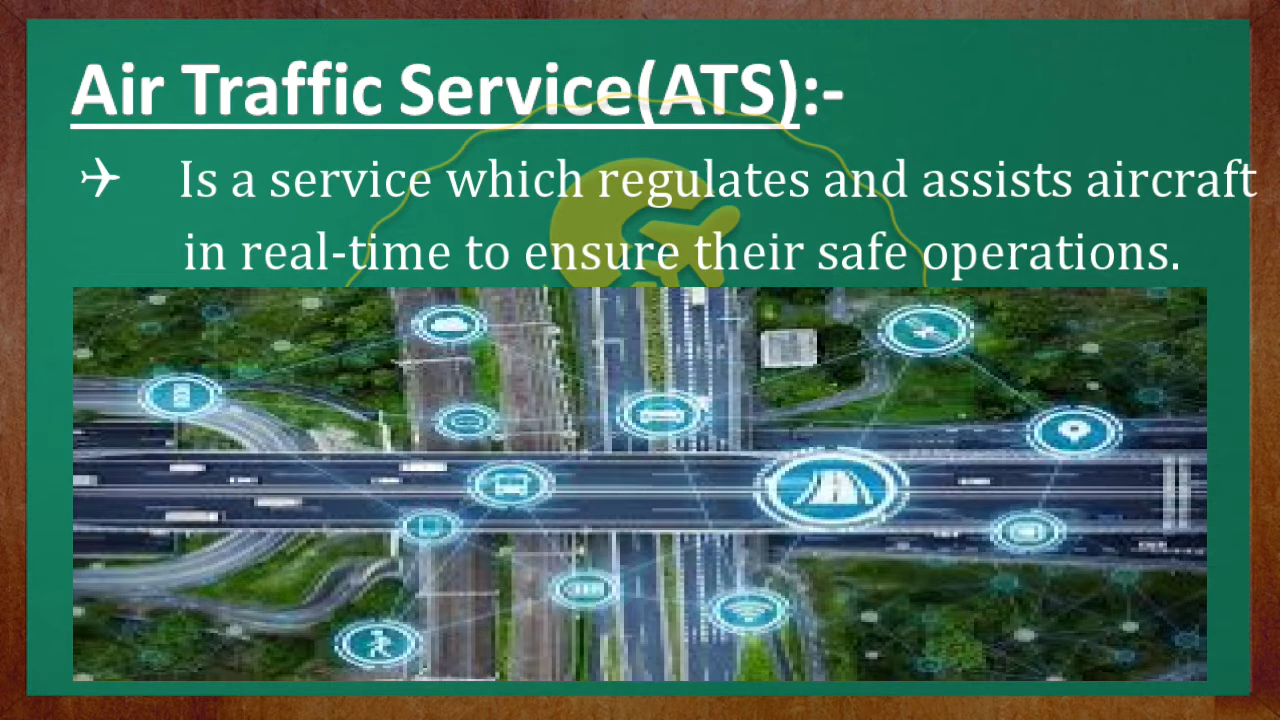 Air Traffic Service(ATS):-
✈ Is a service which regulates and assists aircraft
in real-time to ensure their safe operations.